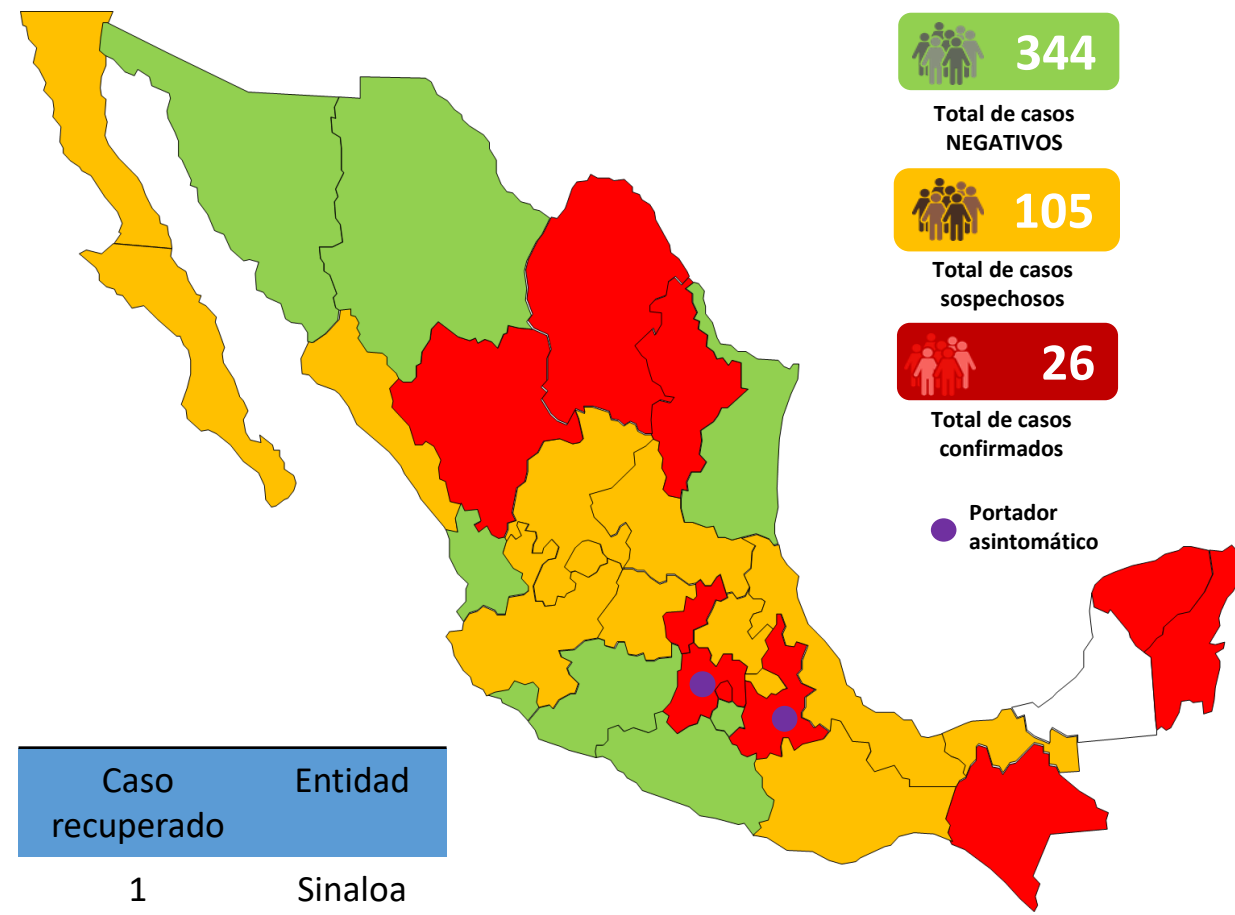 344
Total de casos
NEGATIVOS
105
Total de casos
sospechosos
26
Total de casos
confirmados
Portador
asintomático
Caso
recuperado
Entidad
1
Sinaloa